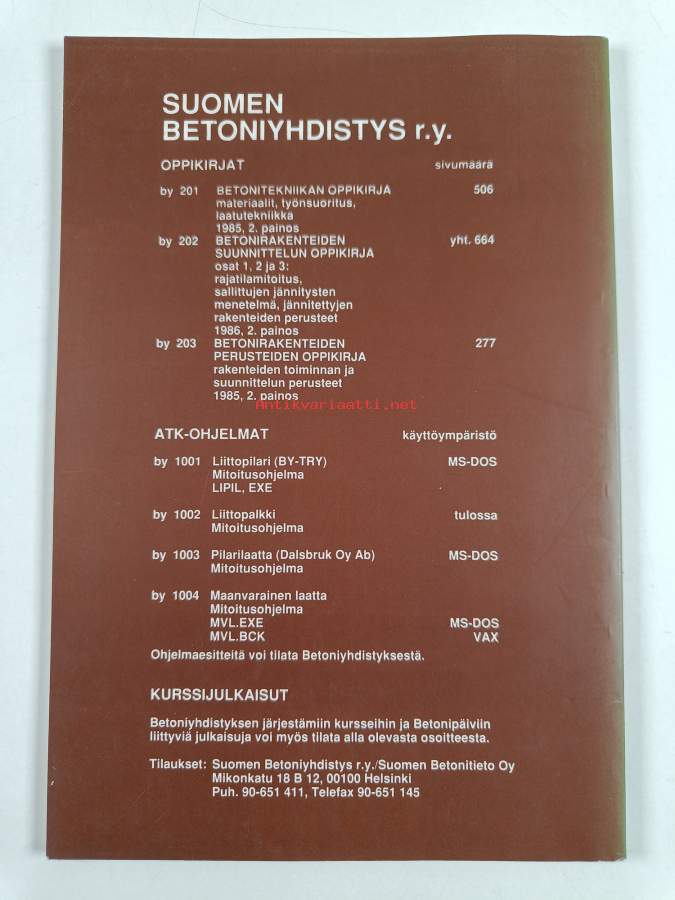 SUOMEN
BETONIYHDISTYS r.y.
OPPIKIRJAT sivumäärä
by 201 BETONITEKNIIKAN OPPIKIRJA 506
materiaalit, työnsuoritus,
laatutekniikka
1985, 2. painos
by 202 BETONIRAKENTEIDEN yht. 664
SUUNNITTELUN OPPIKIRJA
osat 1, 2 ja 3:
rajatilamitoitus,
sallittujen jännitysten
menetelmä, jännitettyjen
rakenteiden perusteet
1986, 2. painos
by 203 BETONIRAKENTEIDEN 277
PERUSTEIDEN OPPIKIRJA
rakenteiden toiminnan ja
suunnittelun perusteet
1985, 2. painos
Antikvariaatti.net
ATK-OHJELMAT käyttöympäristö
by 1001 Liittopilari (BY-TRY) MS-DOS
Mitoitusohjelma
LIPIL, EXE
by 1002 Liittopalkki tulossa
Mitoitusohjelma
by 1003 Pilarilaatta (Dalsbruk Oy Ab) MS-DOS
Mitoitusohjelma
by 1004 Maanvarainen laatta
Mitoitusohjelma
MVL.EXE MS-DOS
MVL.BCK VAX
Ohjelmaesitteitä voi tilata Betoniyhdistyksestä.
KURSSIJULKAISUT
Betoniyhdistyksen järjestämiin kursseihin ja Betonipäiviin
liittyviä julkaisuja voi myös tilata alla olevasta osoitteesta.
Tilaukset: Suomen Betoniyhdistys r.y./Suomen Betonitieto Oy
Mikonkatu 18 B 12, 00100 Helsinki
Puh. 90-651 411, Telefax 90-651 145